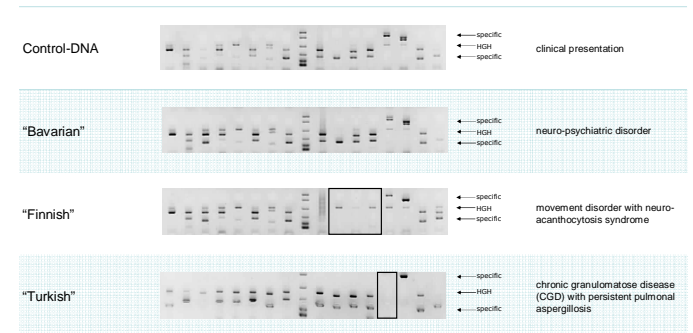 Control-DNA
specific
HGH
specific
clinical presentation
"Bavarian"
specific
HGH
specific
neuro-psychiatric disorder
"Finnish"
specific
HGH
specific
movement disorder with neuro-
acanthocytosis syndrome
"Turkish"
specific
HGH
specific
chronic granulomatose disease
(CGD) with persistent pulmonal
aspergillosis